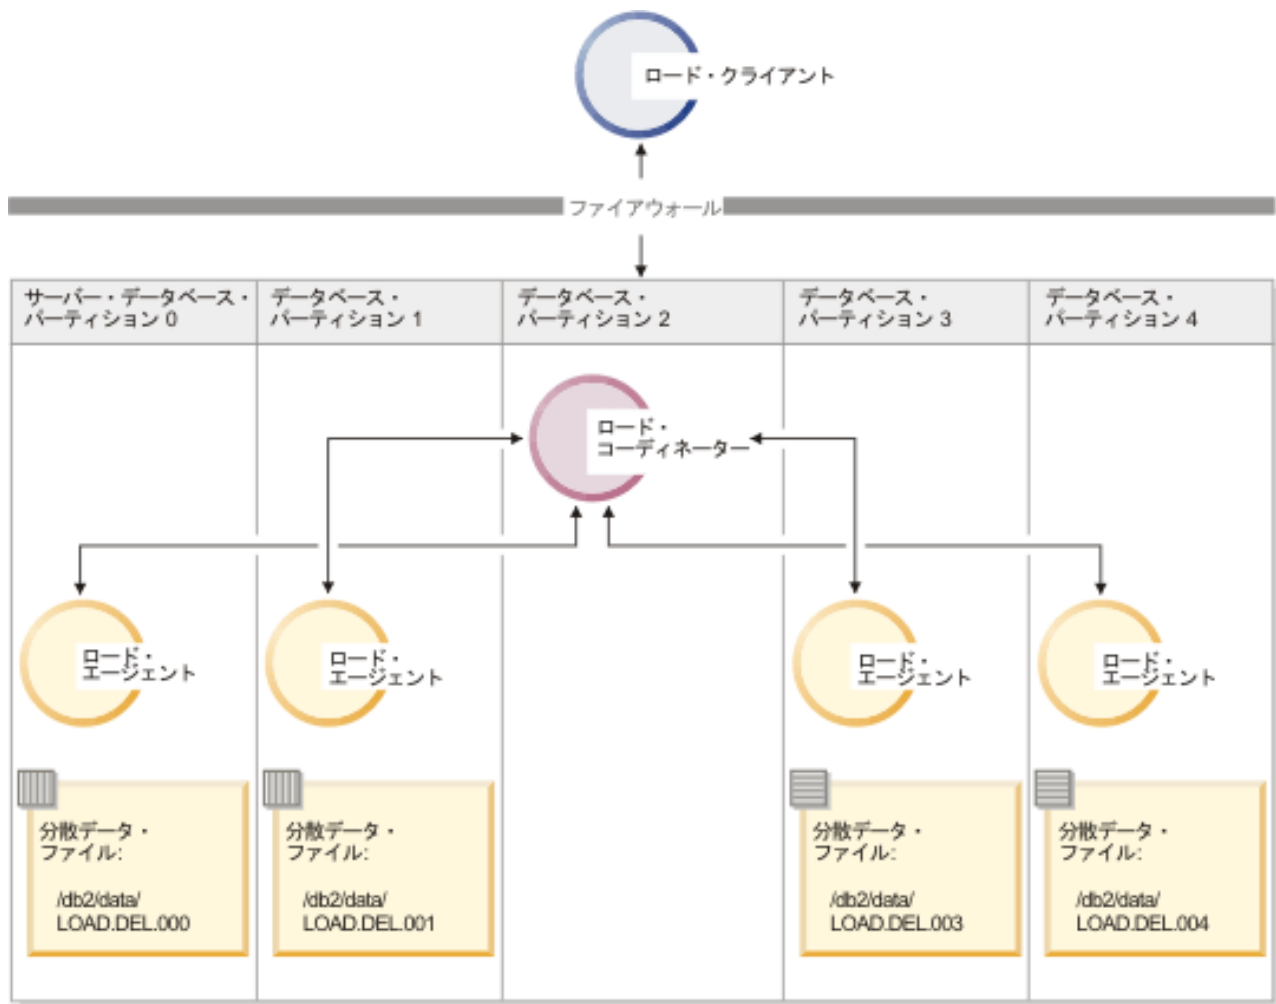 ロード・クライアント
ファイアウォール
サーバー・データベース・
パーティション 0
データベース・
パーティション 1
データベース・
パーティション 2
データベース・
パーティション 3
データベース・
パーティション 4
ロード・
コーディネーター
ロード・
エージェント
ロード・
エージェント
ロード・
エージェント
ロード・
エージェント
分散データ・
ファイル:
/db2/data/
LOAD.DEL.000
分散データ・
ファイル:
/db2/data/
LOAD.DEL.001
分散データ・
ファイル:
/db2/data/
LOAD.DEL.003
分散データ・
ファイル:
/db2/data/
LOAD.DEL.004